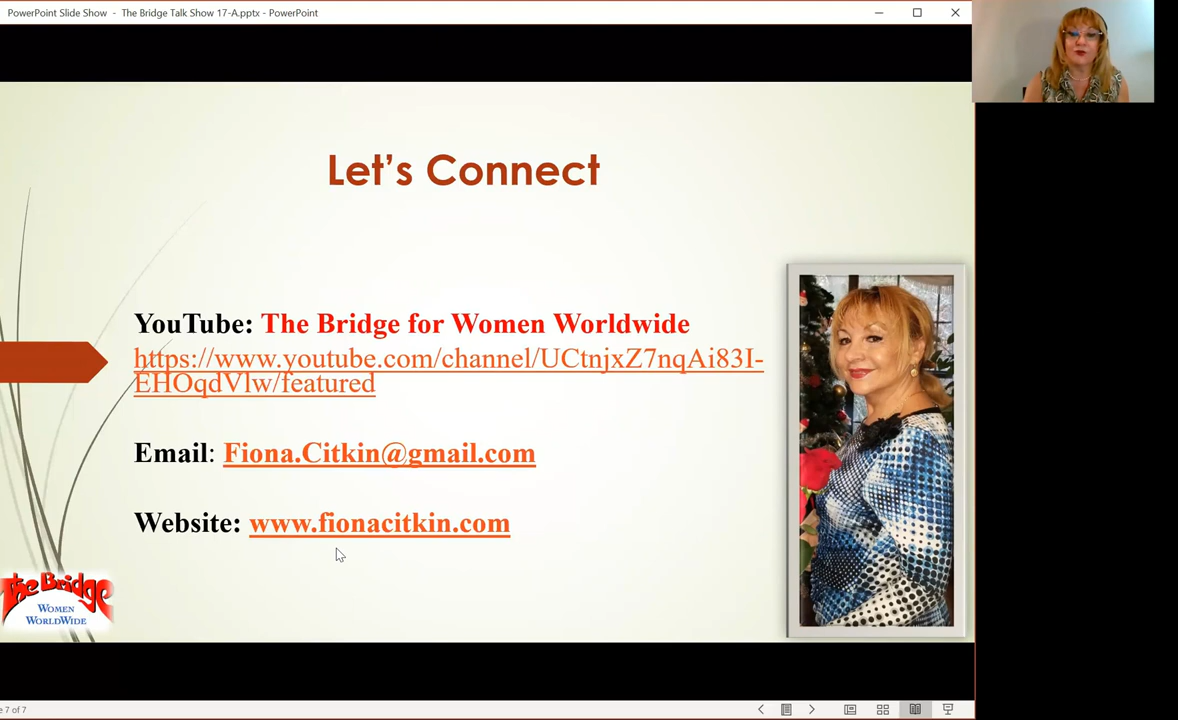 PowerPoint Slide Show - The Bridge Talk Show 17-A.pptx - PowerPoint
Let's Connect
YouTube: The Bridge for Women Worldwide
https://www.youtube.com/channel/UCtnjxZ7nqAi83I-
EHOqdVlw/featured
Email: Fiona.Citkin@gmail.com
Website: www.fionacitkin.com
The Bridge
WOMEN
WORLDWIDE
7 of 7